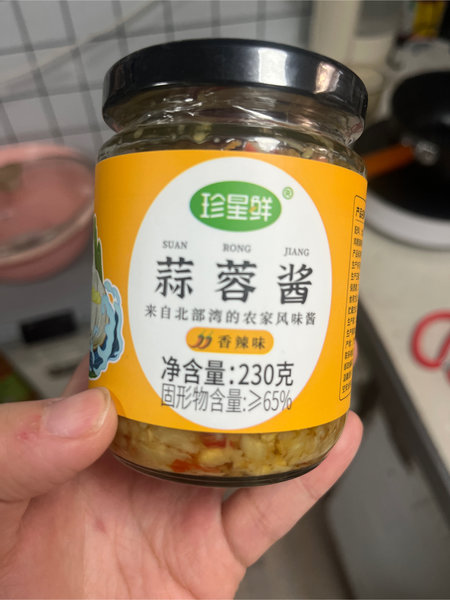 珍星鲜
®
SUAN RONG JIANG
蒜蓉酱
来自北部湾的农家风味酱
香辣味
净含量:230克
固形物含量:≥65%